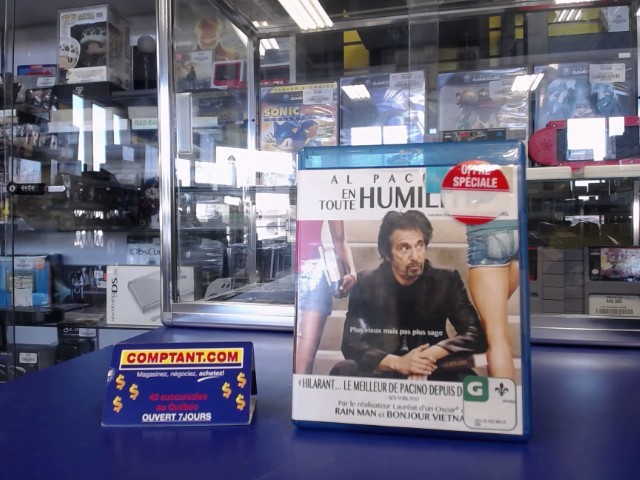 SONIC
AL PACI
EN TOUTE HUMILI
OFFRE SPÉCIALE
Plus vieux mais pas plus sage
« HILARANT... LE MEILLEUR DE PACINO DEPUIS D
Par le réalisateur Lauréat d'un Oscar
RAIN MAN et BONJOUR VIETNA
G
COMPTANT.COM
Magasinez, négociez, achetez!
40 succursales
au Québec
OUVERT 7JOURS
$
$
$
$
$
$